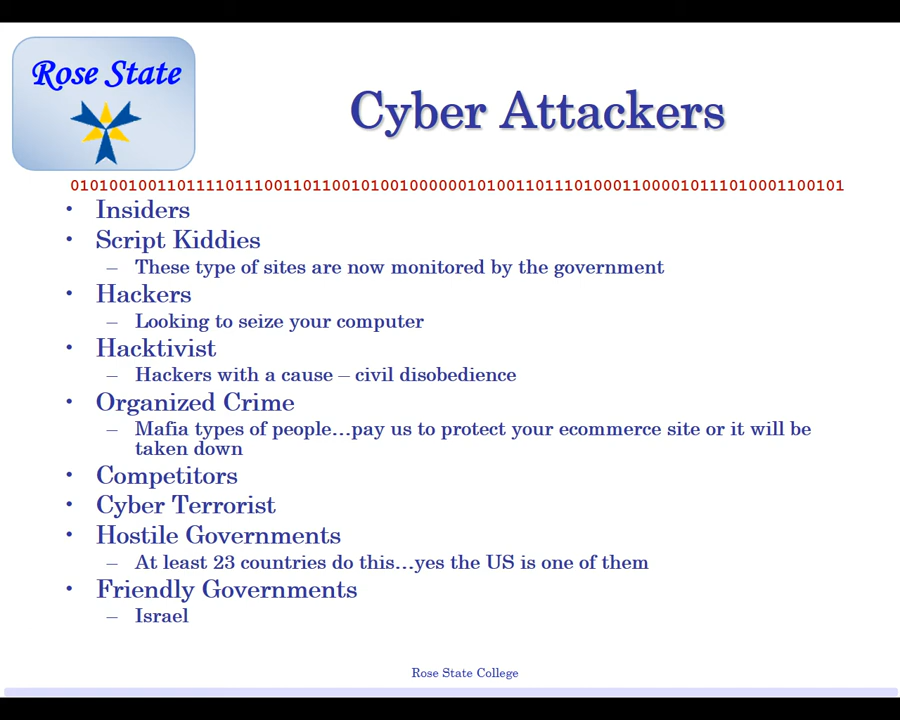 Rose State
Cyber Attackers
01010010011011110111001101100101001000000101001101110100011000010111010001100101
• Insiders
• Script Kiddies
– These type of sites are now monitored by the government
• Hackers
– Looking to seize your computer
• Hacktivist
– Hackers with a cause – civil disobedience
• Organized Crime
– Mafia types of people…pay us to protect your ecommerce site or it will be
taken down
• Competitors
• Cyber Terrorist
• Hostile Governments
– At least 23 countries do this…yes the US is one of them
• Friendly Governments
– Israel
Rose State College